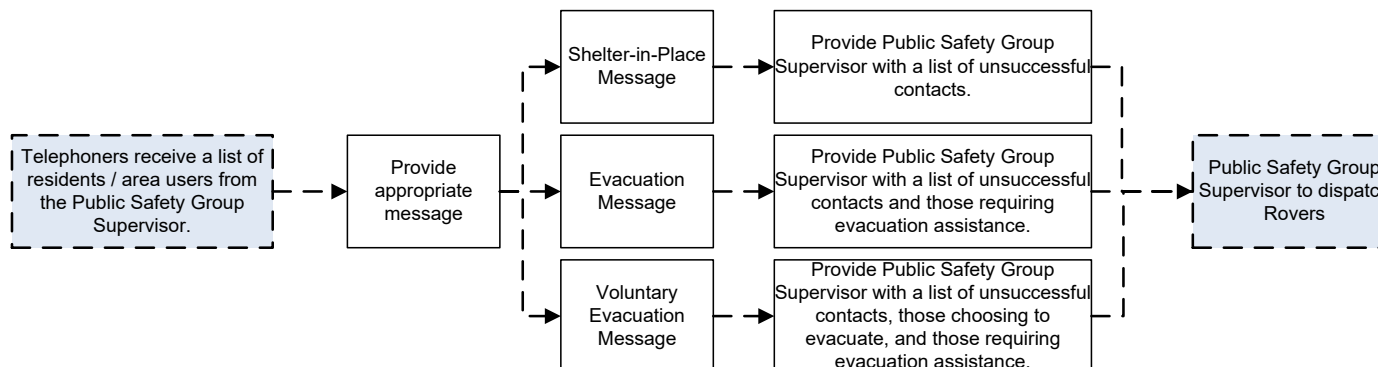 Telephoners receive a list of
residents / area users from
the Public Safety Group
Supervisor.
Provide
appropriate
message
Shelter-in-Place
Message
Provide Public Safety Group
Supervisor with a list of unsuccessful
contacts.
Evacuation
Message
Provide Public Safety Group
Supervisor with a list of unsuccessful
contacts and those requiring
evacuation assistance.
Voluntary
Evacuation
Message
Provide Public Safety Group
Supervisor with a list of unsuccessful
contacts, those choosing to
evacuate, and those requiring
evacuation assistance.
Public Safety Group
Supervisor to dispatc
Rovers